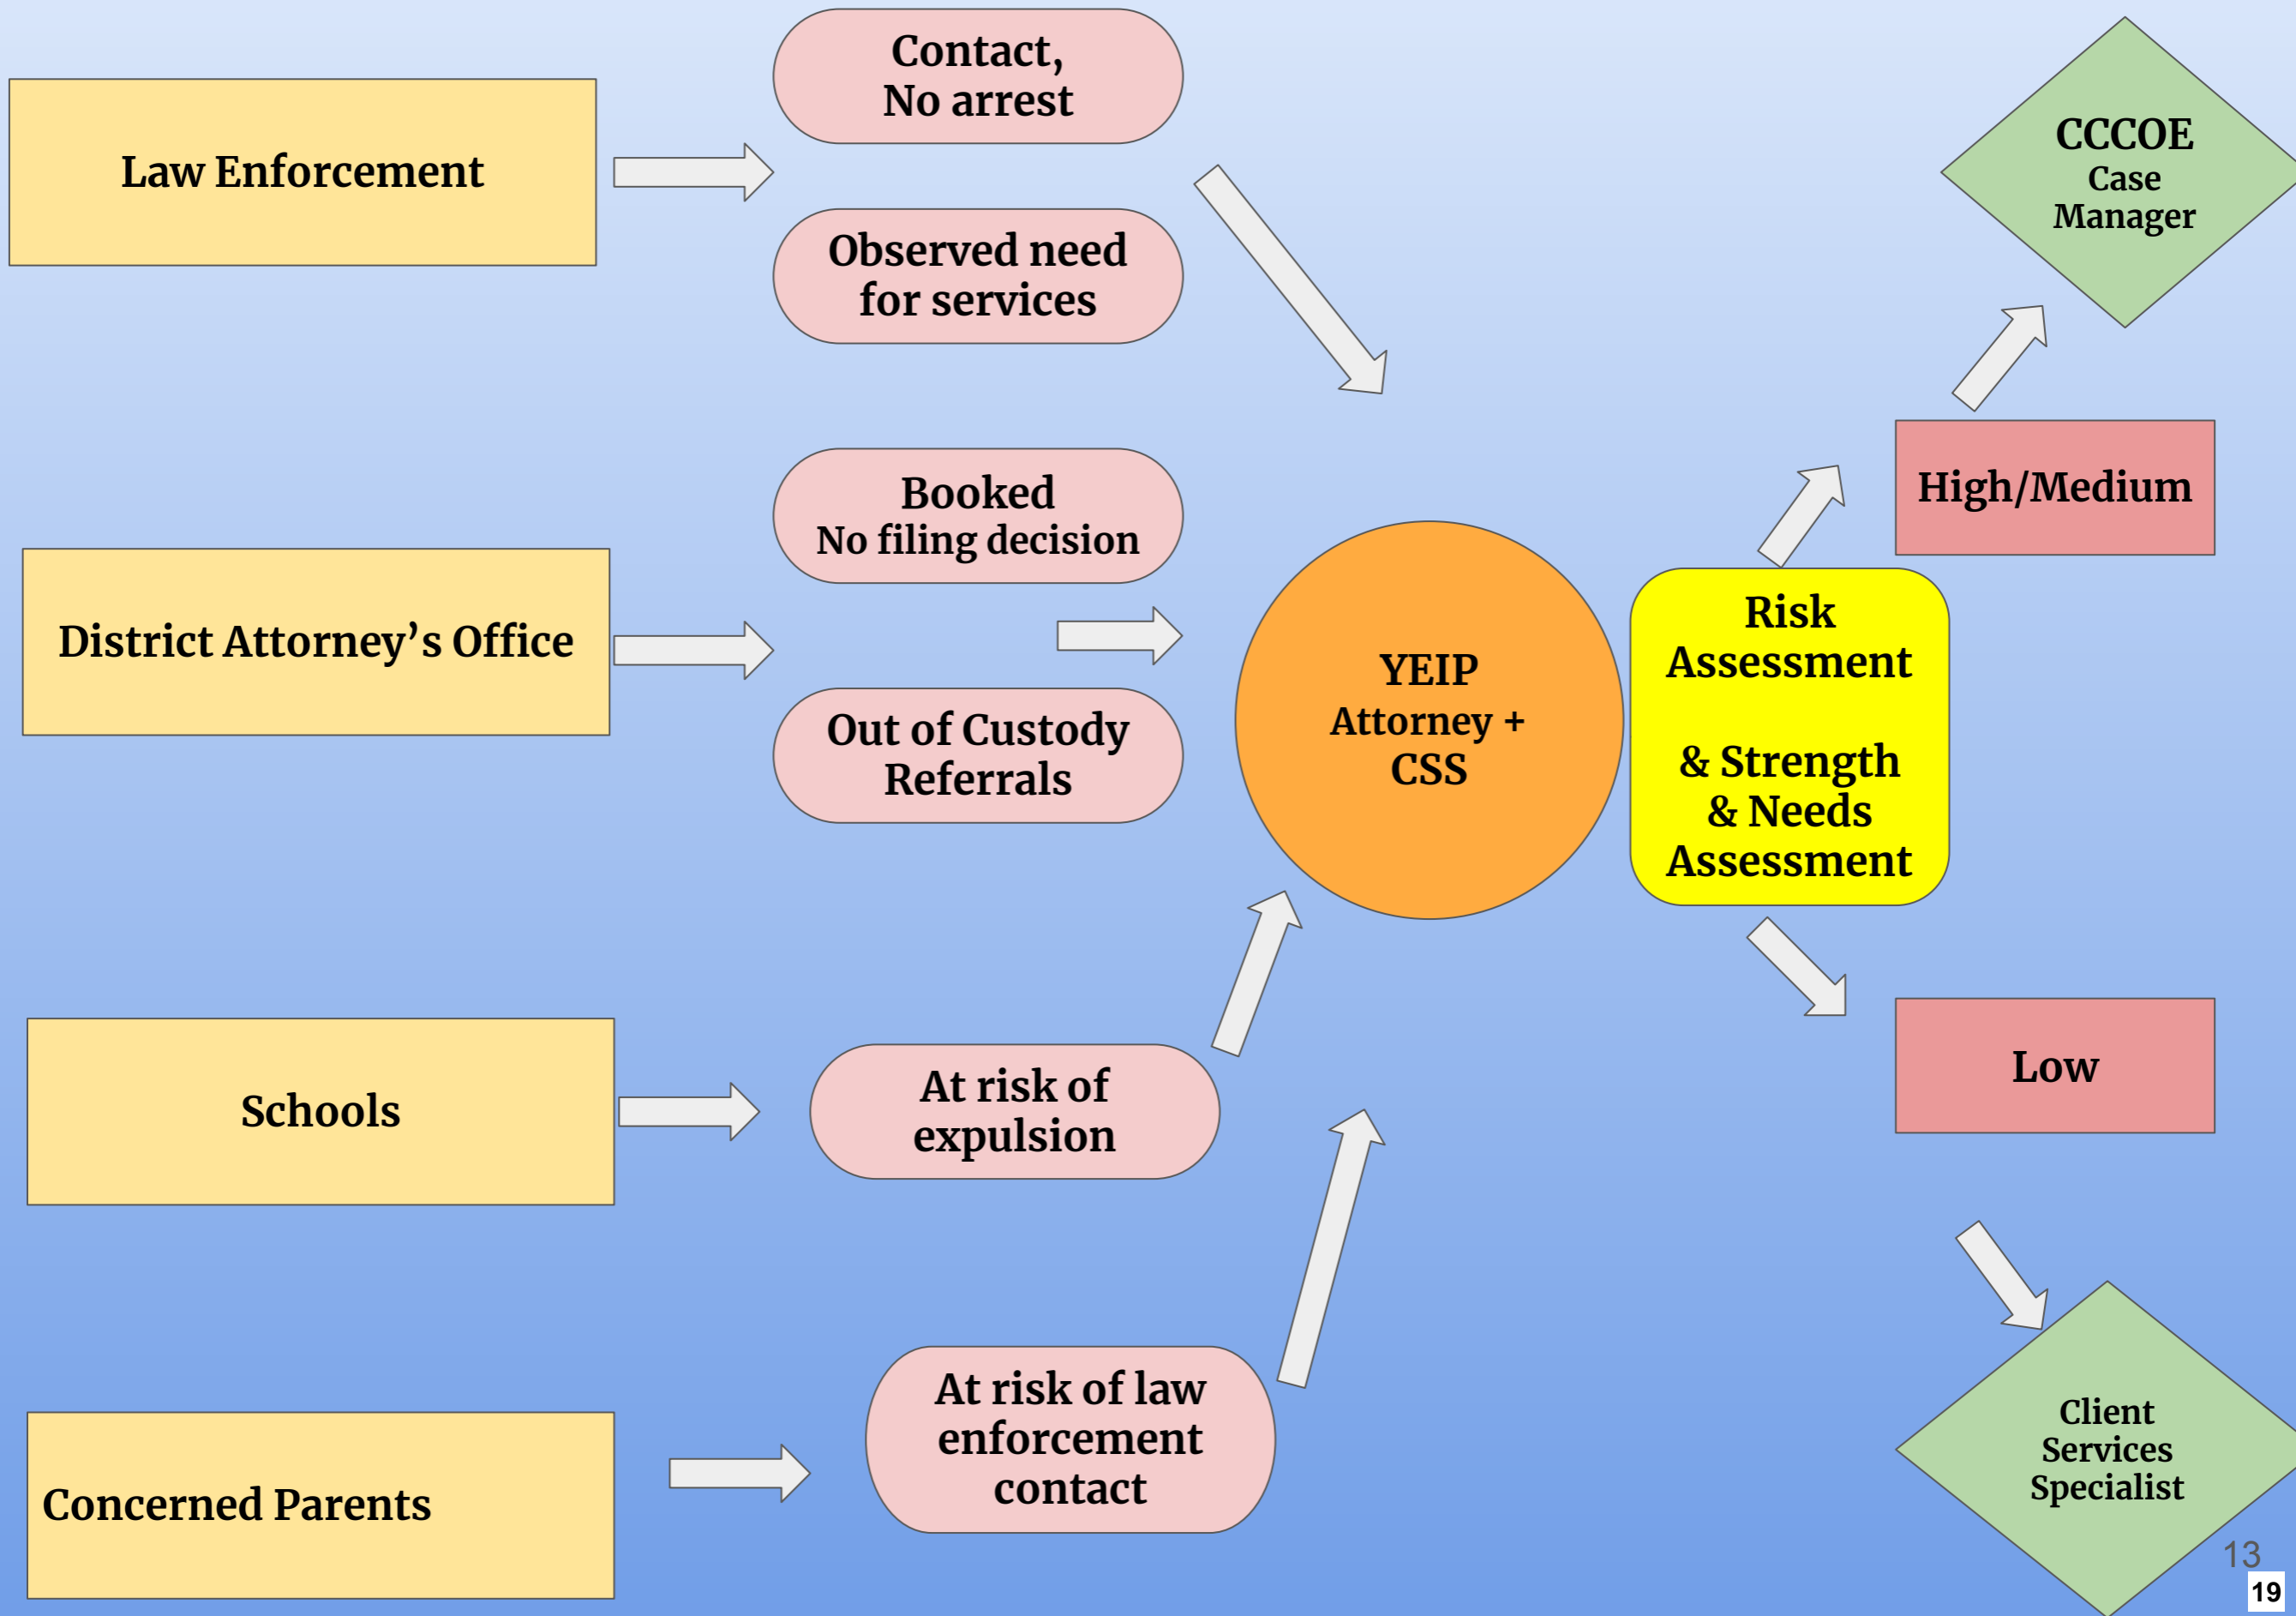 Law Enforcement
Contact,
No arrest
Observed need
for services
District Attorney’s Office
Booked
No filing decision
Out of Custody
Referrals
Schools
At risk of
expulsion
Concerned Parents
At risk of law
enforcement
contact
YEIP
Attorney +
CSS
Risk
Assessment
& Strength
& Needs
Assessment
High/Medium
CCCOE
Case
Manager
Low
Client
Services
Specialist
13
19